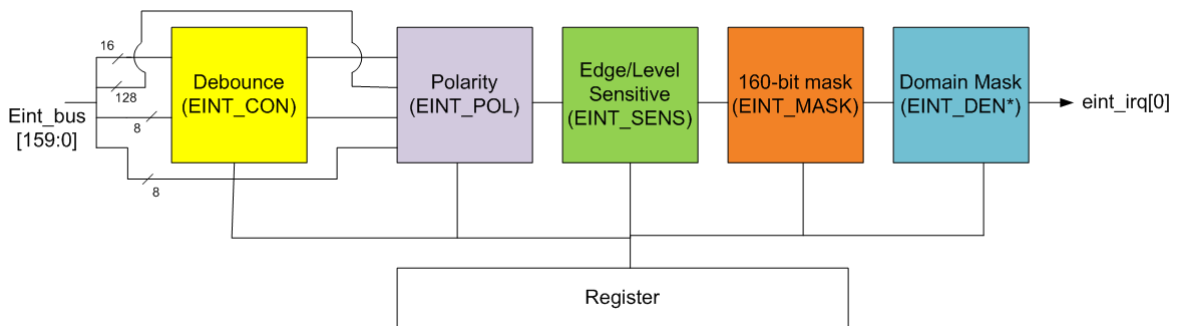 16
128
8
8
Eint_bus
[159:0]
Debounce
(EINT_CON)
Polarity
(EINT_POL)
Edge/Level
Sensitive
(EINT_SENS)
160-bit mask
(EINT_MASK)
Domain Mask
(EINT_DEN*)
eint_irq[0]
Register